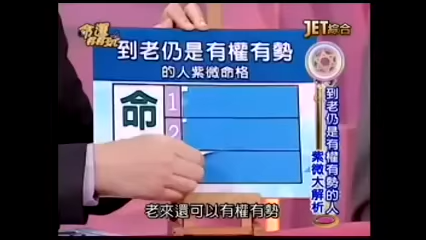 命運好好玩
JET綜合
到老仍是有權有勢
的人紫微命格
命
1
2
到老仍是有權有勢的人
紫微大解析
老來還可以有權有勢